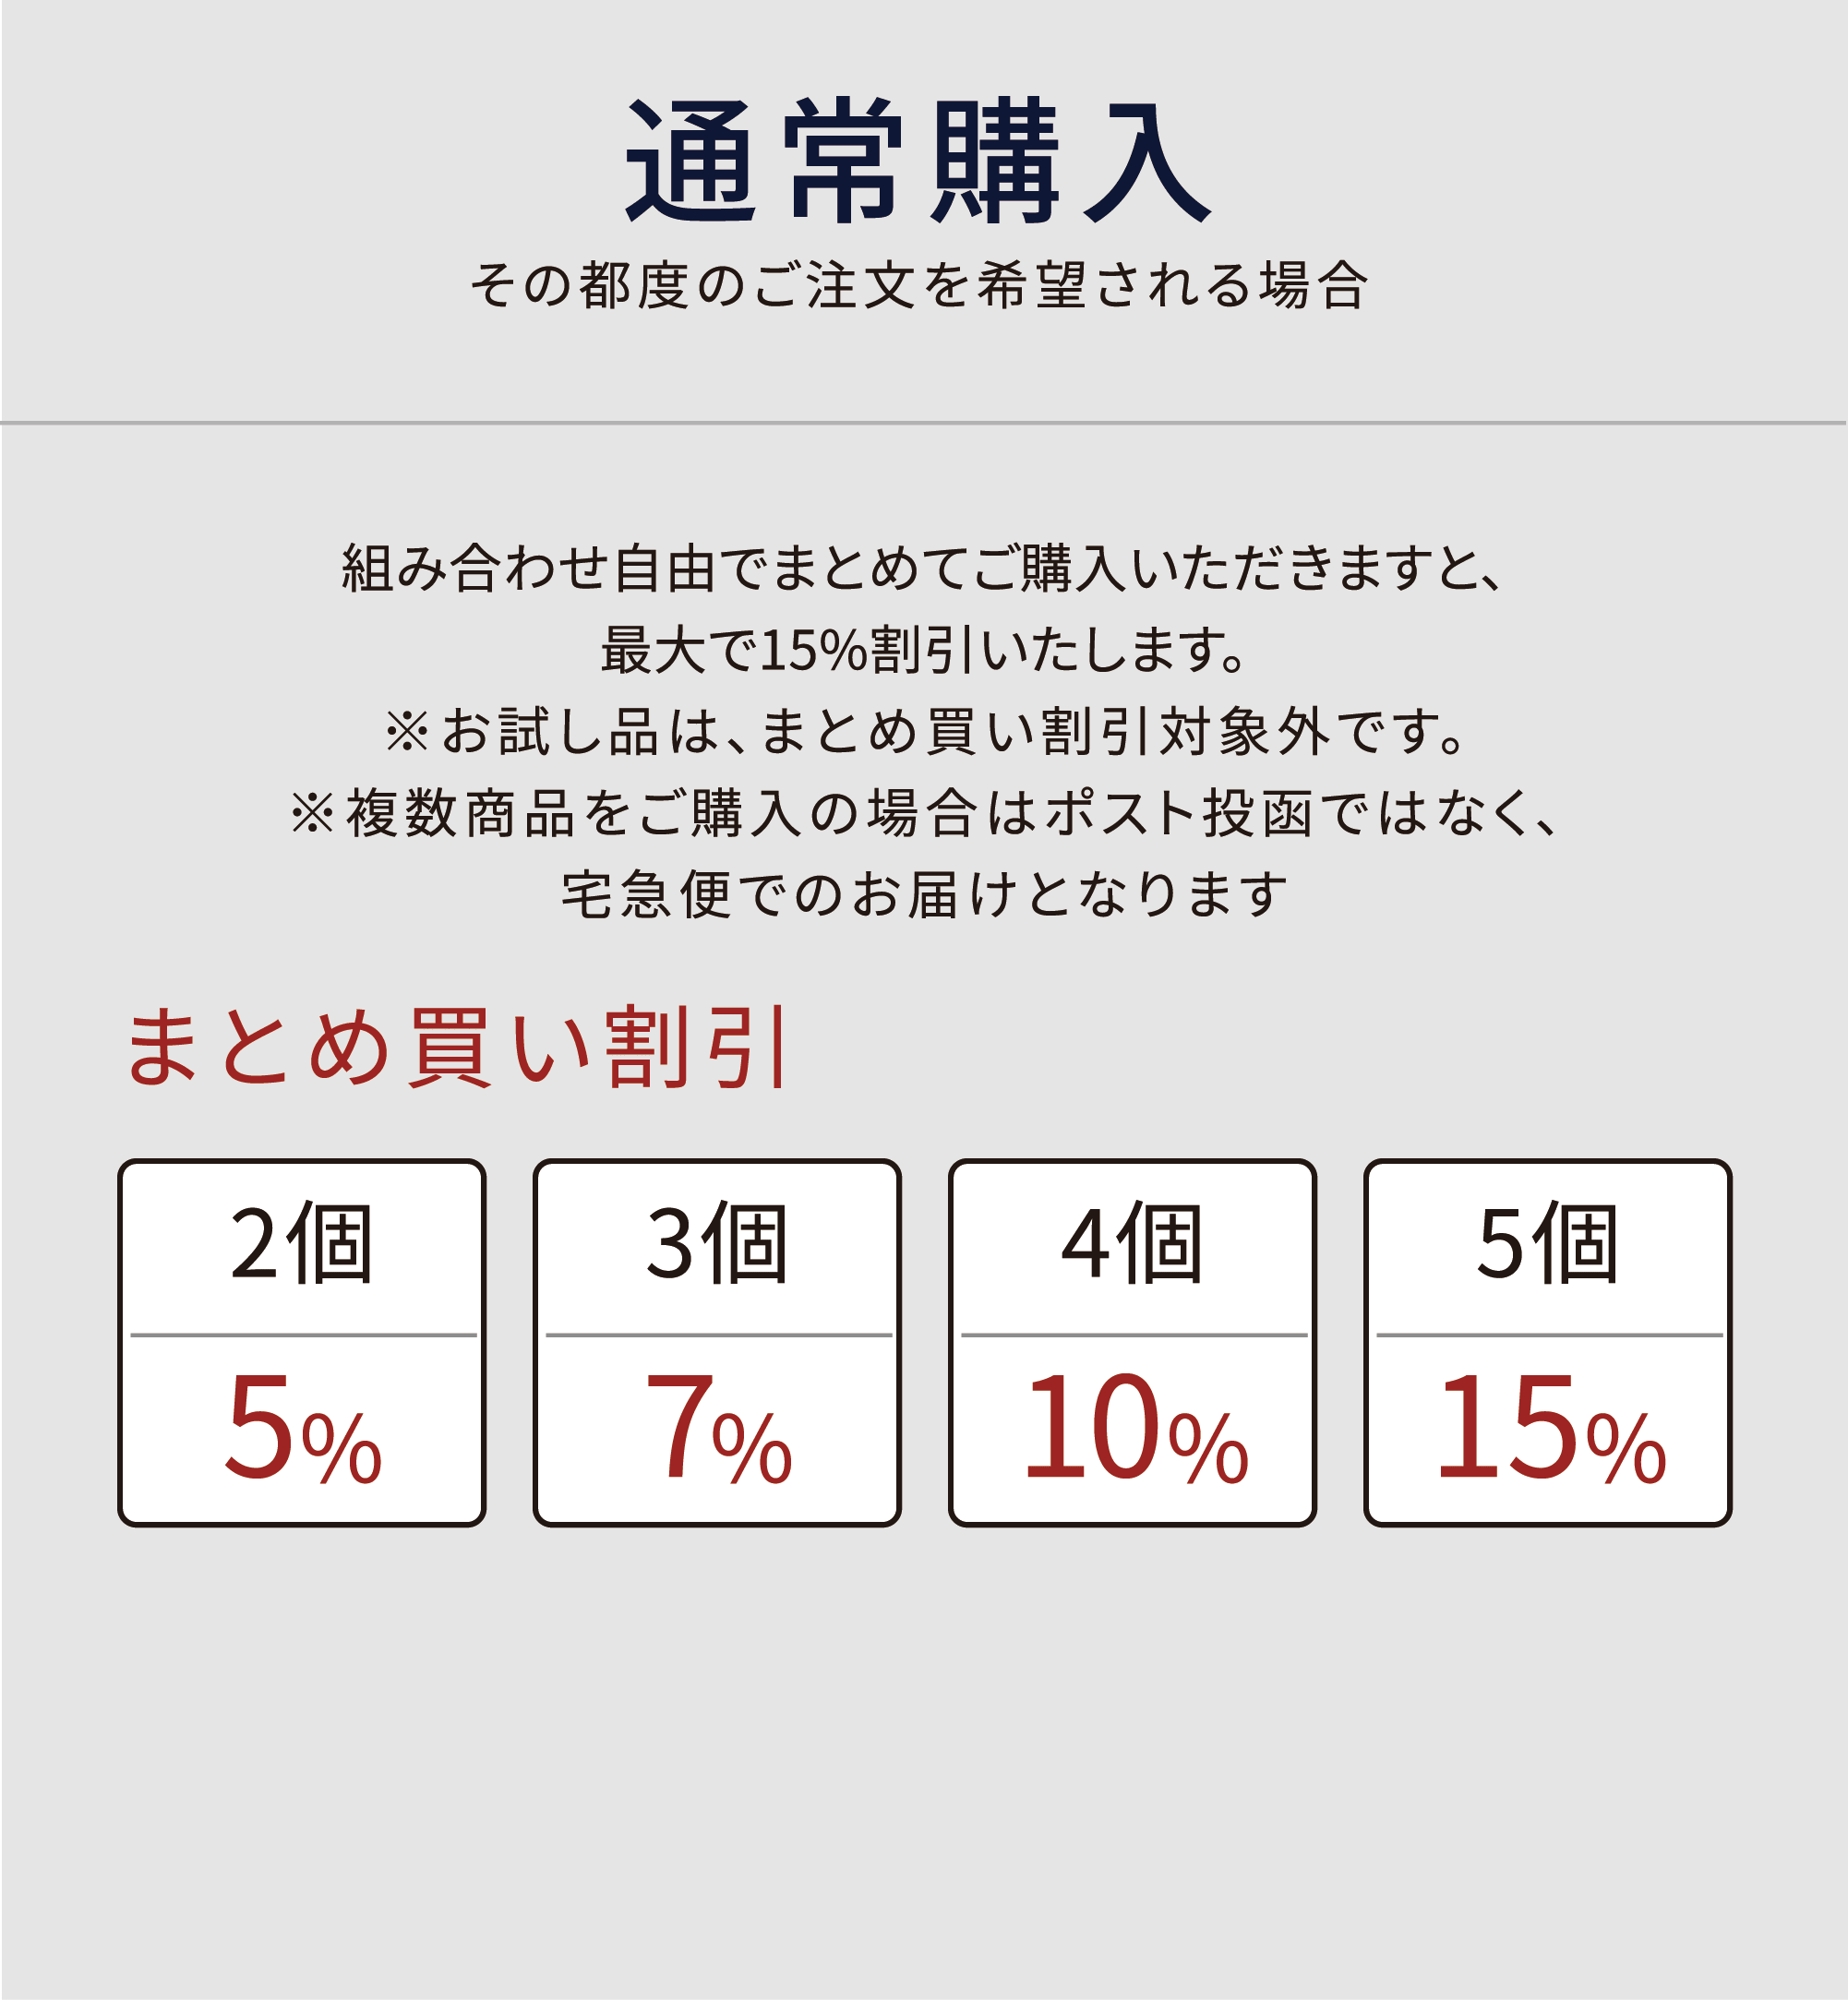 通常購入
その都度のご注文を希望される場合
組み合わせ自由でまとめてご購入いただきますと、
最大で15%割引いたします。
※お試し品は、まとめ買い割引対象外です。
※複数商品をご購入の場合はポスト投函ではなく、
宅急便でのお届けとなります
まとめ買い割引
2個
5%
3個
7%
4個
10%
5個
15%